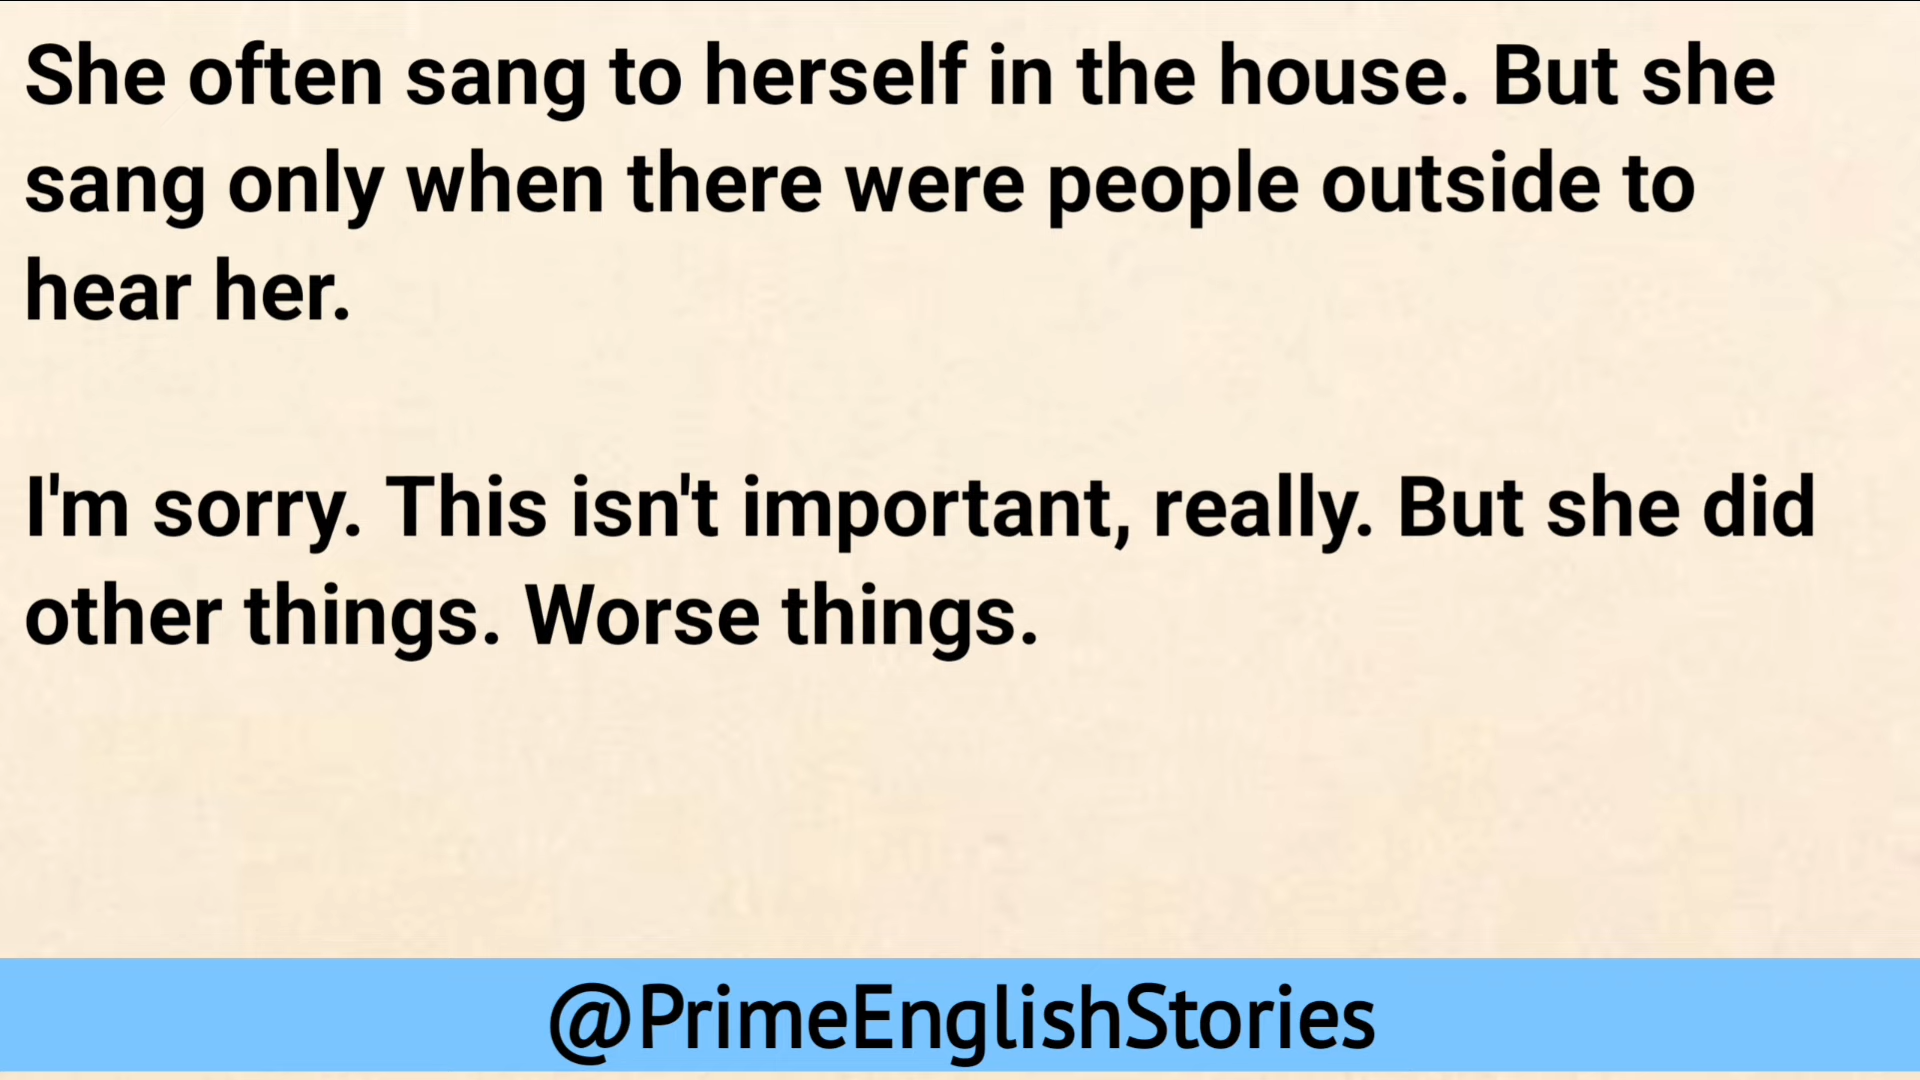 She often sang to herself in the house. But she
sang only when there were people outside to
hear her.
I'm sorry. This isn't important, really. But she did
other things. Worse things.
@PrimeEnglishStories